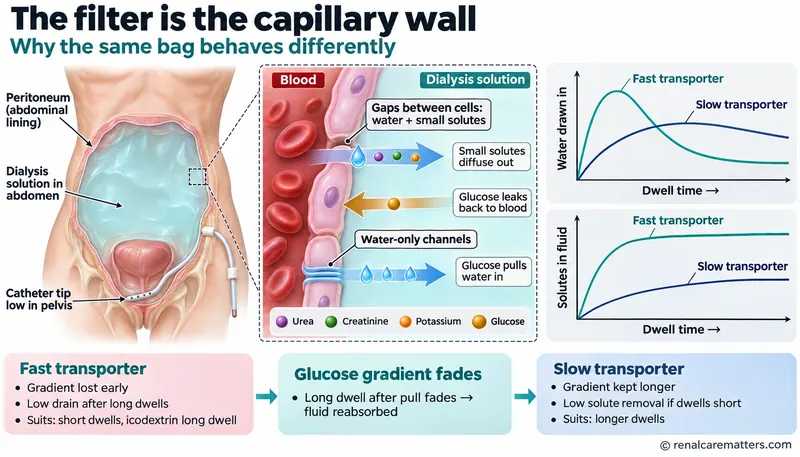 The filter is the capillary wall
Why the same bag behaves differently
Peritoneum
(abdominal
lining)
Dialysis
solution in
abdomen
Catheter tip
low in pelvis
Blood
Dialysis solution
Gaps between cells:
water + small solutes
Small solutes
diffuse out
Glucose leaks
back to blood
Water-only channels
Glucose pulls
water in
Urea
Creatinine
Potassium
Glucose
Water drawn in
Fast transporter
Slow transporter
Dwell time →
Solutes in fluid
Fast transporter
Slow transporter
Dwell time →
Fast transporter
• Gradient lost early
• Low drain after long dwells
• Suits: short dwells, icodextrin long dwell
Glucose gradient fades
• Long dwell after pull fades →
fluid reabsorbed
Slow transporter
• Gradient kept longer
• Low solute removal if dwells short
• Suits: longer dwells
© renalcarematters.com